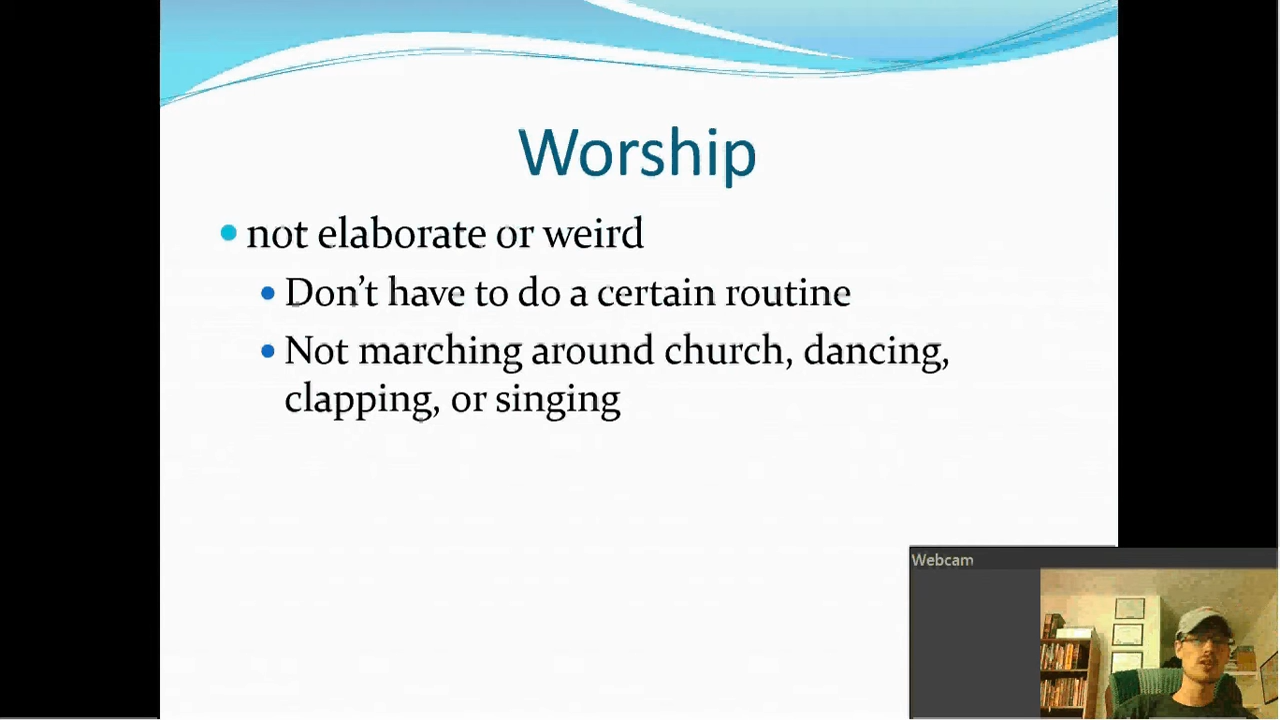 Worship
not elaborate or weird
Don't have to do a certain routine
Not marching around church, dancing,
clapping, or singing
Webcam